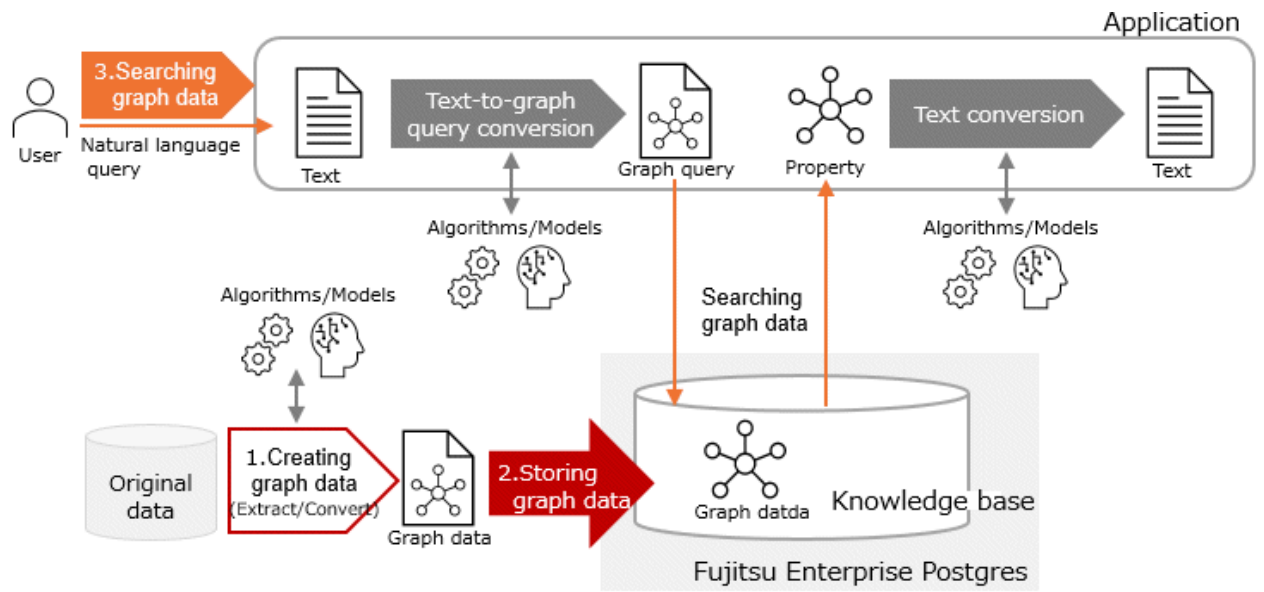 Application
3.Searching
graph data
User
Natural language
query
Text
Text-to-graph
query conversion
Graph query
Property
Text conversion
Text
Algorithms/Models
Algorithms/Models
Algorithms/Models
Searching
graph data
Original
data
1.Creating
graph data
(Extract/Convert)
Graph data
2.Storing
graph data
Graph datda
Knowledge base
Fujitsu Enterprise Postgres